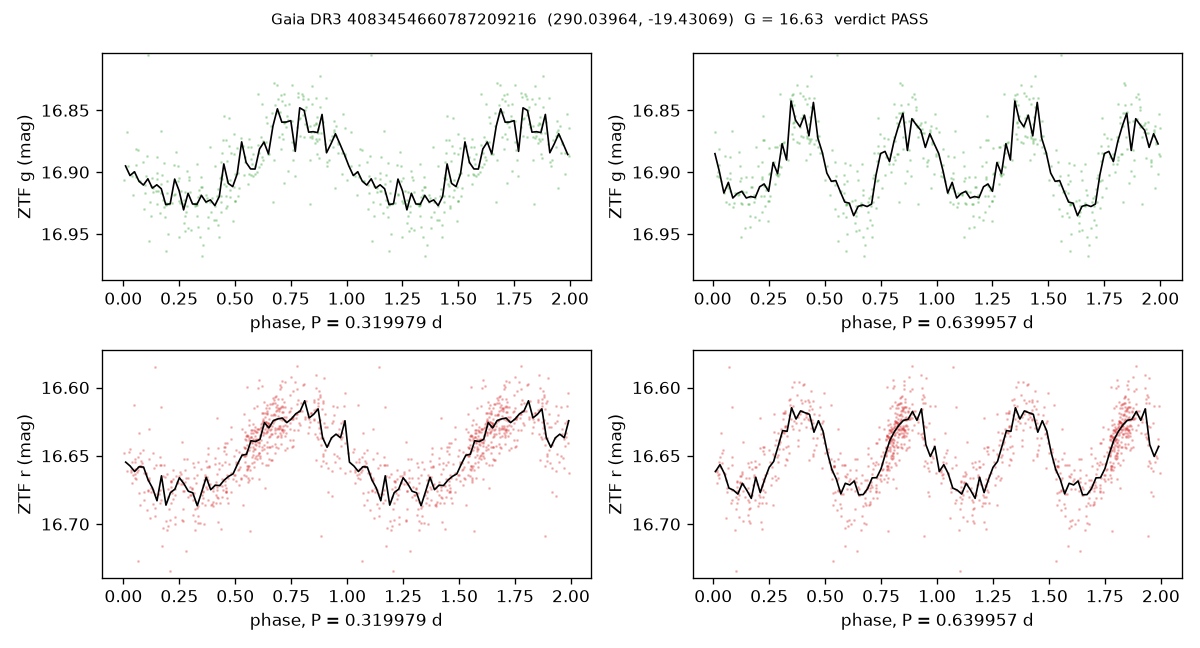 Gaia DR3 4083454660787209216 (290.03964, -19.43069) G = 16.63 verdict PASS
ZTF g (mag)
16.85
16.90
16.95
0.00 0.25 0.50 0.75 1.00 1.25 1.50 1.75 2.00
phase, P = 0.319979 d
ZTF g (mag)
16.85
16.90
16.95
0.00 0.25 0.50 0.75 1.00 1.25 1.50 1.75 2.00
phase, P = 0.639957 d
ZTF r (mag)
16.60
16.65
16.70
0.00 0.25 0.50 0.75 1.00 1.25 1.50 1.75 2.00
phase, P = 0.319979 d
ZTF r (mag)
16.60
16.65
16.70
0.00 0.25 0.50 0.75 1.00 1.25 1.50 1.75 2.00
phase, P = 0.639957 d